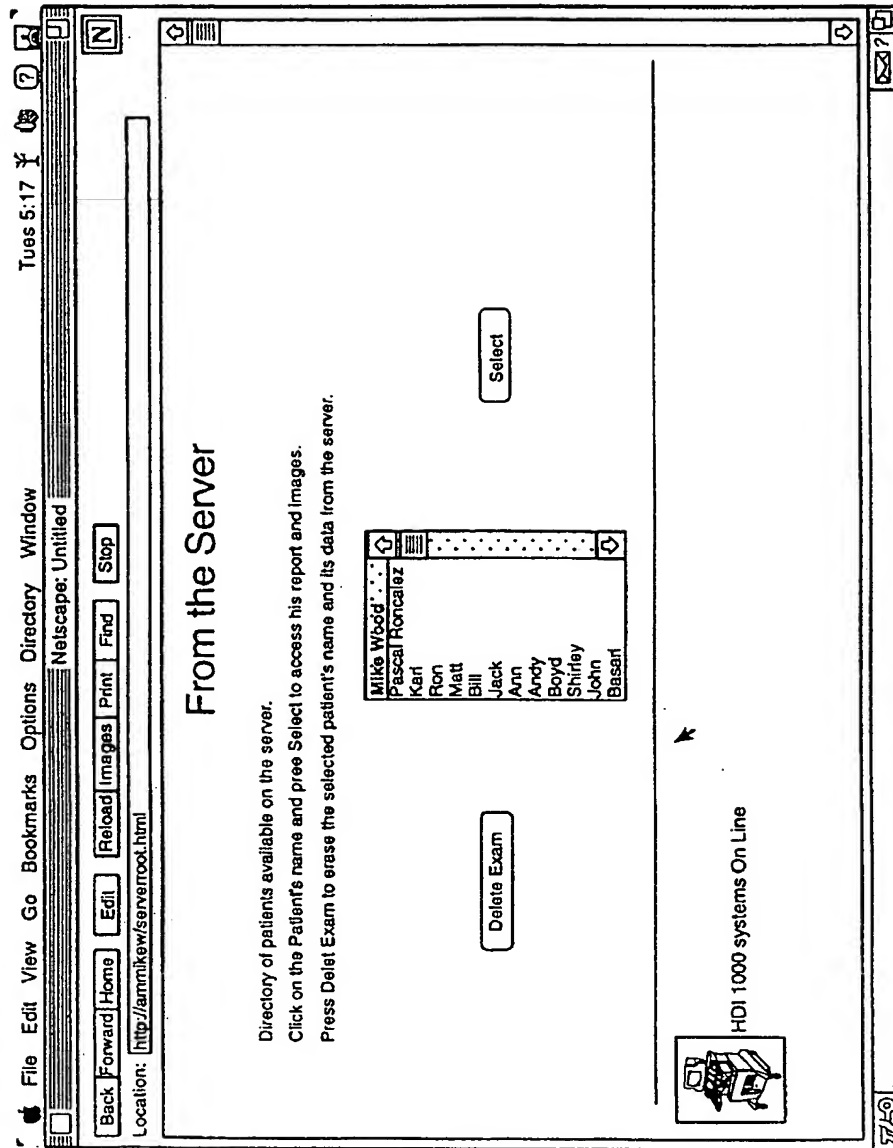 File Edit View Go Bookmarks Options Directory Window Tues 5:17
Netscape: Untitled
Back Forward Home Edit Reload Images Print Find Stop
N
Location: http://ammikew/serverroot.html
From the Server
Directory of patients available on the server.
Click on the Patient's name and pree Select to access his report and images.
Press Delet Exam to erase the selected patient's name and its data from the server.
Mike Wood
Pascal Roncalez
Karl
Ron
Matt
Bill
Jack
Ann
Andy
Boyd
Shirley
John
Basari
Delete Exam
Select
HDI 1000 systems On Line